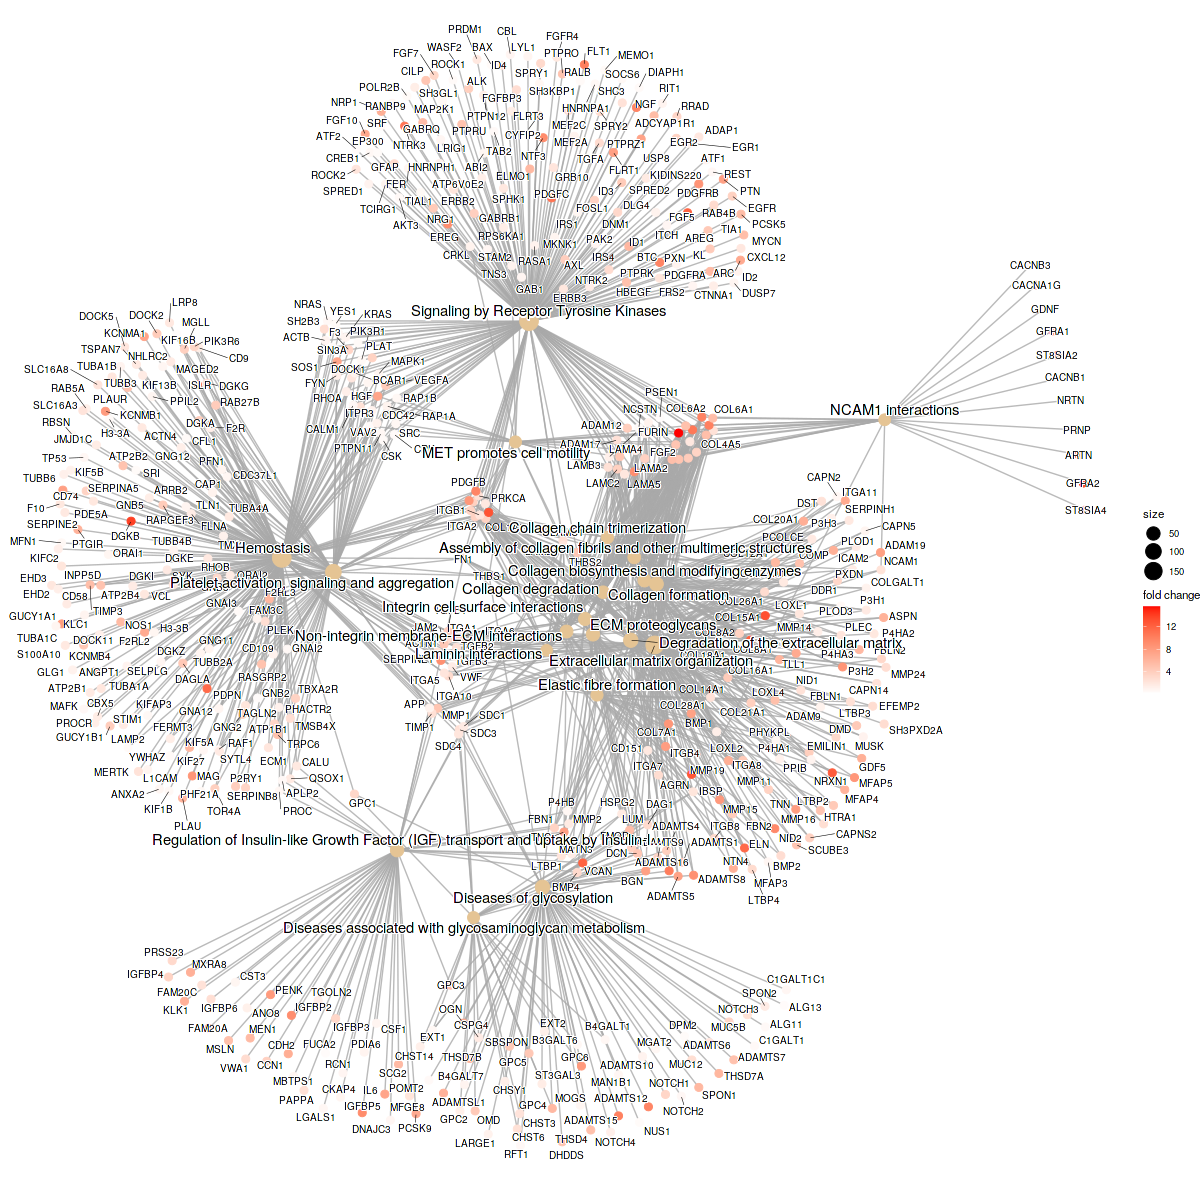 PRDM1
CBL
FGFR4
WASF2
BAX
LYL1
PTPRO
FLT1
MEMO1
FGF7
ROCK1
ID4
CILP
SPRY1
RALB
SOCS6
DIAPH1
POLR2B
SH3GL1
ALK
SH3KBP1
SHC3
RIT1
NRP1
RANBP9
MAP2K1
FGFBP3
HNRNPA1
NGF
RRAD
FGF10
SRF
GABRQ
PTPN12
FLRT3
MEF2C
SPRY2
ADCYAP1R1
ADAP1
ATF2
EP300
NTRK3
LRIG1
PTPRU
CYFIP2
MEF2A
PTPRZ1
EGR2
EGR1
CREB1
GFAP
HNRNPH1
ABI2
TAB2
NTF3
TGFA
USP8
ATF1
ROCK2
FER
ATP6V0E2
ELMO1
GRB10
FLRT1
KIDINS220
REST
SPRED1
TIAL1
ERBB2
SPHK1
PDGFC
ID3
SPRED2
PDGFRB
PTN
TCIRG1
NRG1
GABRB1
FOSL1
DLG4
FGF5
RAB4B
EGFR
AKT3
EREG
RPS6KA1
IRS1
DNM1
ITCH
AREG
TIA1
PCSK5
CRKL
STAM2
MKNK1
PAK2
ID1
MYCN
TNS3
RASA1
AXL
IRS4
BTC
PXN
KL
CXCL12
GAB1
NTRK2
PTPRK
PDGFRA
ARC
ID2
ERBB3
HBEGF
FRS2
CTNNA1
DUSP7
Signaling by Receptor Tyrosine Kinases
CACNB3
CACNA1G
GDNF
GFRA1
ST8SIA2
CACNB1
NRTN
PRNP
ARTN
GFRA2
ST8SIA4
NCAM1 interactions
LRP8
DOCK5
DOCK2
MGLL
KCNMA1
KIF16B
PIK3R6
TSPAN7
NHLRC2
CD9
SLC16A8
TUBA1B
MAGED2
RAB5A
TUBB3
KIF13B
ISLR
DGKG
SLC16A3
PLAUR
PPIL2
RAB27B
RBSN
KCNMB1
DGKA
F2R
JMJD1C
H3-3A
ACTN4
CFL1
TP53
ATP2B2
GNG12
PFN1
TUBB6
KIF5B
SRI
CDC37L1
CD74
SERPINA5
ARRB2
CAP1
F10
PDE5A
GNB5
TLN1
TUBA4A
SERPINE2
RAPGEF3
FLNA
MFN1
PTGIR
DGKB
TUBB4B
KIFC2
ORAI1
DGKE
Hemostasis
EHD3
INPP5D
DGKI
RHOB
EHD2
CD58
ATP2B4
VCL
Platelet activation, signaling and aggregation
GUCY1A1
TIMP3
GNAI3
KLC1
NOS1
H3-3B
FAM3C
TUBA1C
DOCK11
F2RL2
GNG11
PLEK
S100A10
KCNMB4
DGKZ
CD109
GNAI2
GLG1
ANGPT1
SELPLG
TUBB2A
RASGRP2
ATP2B1
TUBA1A
DAGLA
PDPN
GNB2
TBXA2R
MAFK
CBX5
KIFAP3
GNA12
TAGLN2
PHACTR2
PROCR
STIM1
FERMT3
GNG2
ATP1B1
TMSB4X
GUCY1B1
LAMP2
KIF5A
RAF1
TRPC6
YWHAZ
KIF27
SYTL4
ECM1
CALU
MERTK
L1CAM
MAG
P2RY1
QSOX1
ANXA2
PHF21A
SERPINB8
APLP2
KIF1B
TOR4A
PROC
PLAU
GPC1
NRAS
YES1
KRAS
SH2B3
F3
PIK3R1
ACTB
SIN3A
PLAT
SOS1
DOCK1
MAPK1
FYN
BCAR1
VEGFA
RHOA
HGF
RAP1B
ITPR3
CDC42
RAP1A
CALM1
VAV2
SRC
PTPN11
CSK
MET promotes cell motility
PSEN1
NCSTN
COL6A2
COL6A1
ADAM12
FURIN
ADAM17
LAMA4
FGF2
COL4A5
LAMB3
LAMA2
LAMC2
LAMA5
PDGFB
PRKCA
ITGB1
ITGA2
Collagen chain trimerization
Assembly of collagen fibrils and other multimeric structures
FN1
THBS2
Collagen biosynthesis and modifying enzymes
THBS1
Collagen degradation
Collagen formation
Integrin cell surface interactions
ECM proteoglycans
Non-integrin membrane-ECM interactions
Degradation of the extracellular matrix
Laminin interactions
Extracellular matrix organization
Elastic fibre formation
JAM2
ITGA1
TGFB2
TGFB3
ITGA5
VWF
ITGA10
APP
MMP1
SDC1
TIMP1
SDC3
SDC4
CAPN2
ITGA11
DST
SERPINH1
COL20A1
P3H3
CAPN5
PCOLCE
PLOD1
ADAM19
ICAM2
NCAM1
PXDN
COLGALT1
DDR1
COL26A1
P3H1
LOXL1
PLOD3
ASPN
COL15A1
MMP14
PLEC
COL8A2
P4HA2
P4HA3
FBLN2
TLL1
P3H2
MMP24
COL16A1
NID1
CAPN14
COL14A1
LOXL4
FBLN1
EFEMP2
COL28A1
COL21A1
ADAM9
LTBP3
BMP1
DMD
SH3PXD2A
COL7A1
PHYKPL
CD151
LOXL2
P4HA1
EMILIN1
MUSK
ITGB4
ITGA8
PPIB
GDF5
ITGA7
MMP19
MMP11
NRXN1
MFAP5
AGRN
IBSP
MFAP4
P4HB
HSPG2
DAG1
MMP15
TNN
LTBP2
FBN1
MMP2
LUM
MMP16
HTRA1
ADAMTS4
ITGB8
FBN2
CAPNS2
ADAMTS9
ADAMTS1
NID2
SCUBE3
MATN3
DCN
ELN
LTBP1
ADAMTS16
NTN4
BMP2
VCAN
MFAP3
BMP4
BGN
ADAMTS8
ADAMTS5
LTBP4
Regulation of Insulin-like Growth Factor (IGF) transport and uptake by Insulin-l
Diseases of glycosylation
Diseases associated with glycosaminoglycan metabolism
PRSS23
IGFBP4
MXRA8
CST3
FAM20C
PENK
TGOLN2
KLK1
IGFBP6
IGFBP2
ANO8
FAM20A
MEN1
IGFBP3
CSF1
MSLN
CDH2
FUCA2
PDIA6
VWA1
CCN1
RCN1
CHST14
MBTPS1
SCG2
PAPPA
CKAP4
IL6
POMT2
LGALS1
IGFBP5
MFGE8
DNAJC3
PCSK9
GPC3
OGN
CSPG4
EXT1
SBSPON
EXT2
B4GALT1
B3GALT6
THSD7B
GPC5
GPC6
MGAT2
B4GALT7
ST3GAL3
ADAMTS10
CHSY1
MAN1B1
ADAMTSL1
MOGS
ADAMTS12
GPC4
GPC2
OMD
CHST3
ADAMTS15
LARGE1
CHST6
THSD4
NOTCH4
RFT1
DHDDS
C1GALT1C1
SPON2
NOTCH3
ALG13
DPM2
MUC5B
ALG11
C1GALT1
ADAMTS6
ADAMTS7
MUC12
THSD7A
NOTCH1
SPON1
NOTCH2
NUS1
size
50
100
150
fold change
12
8
4